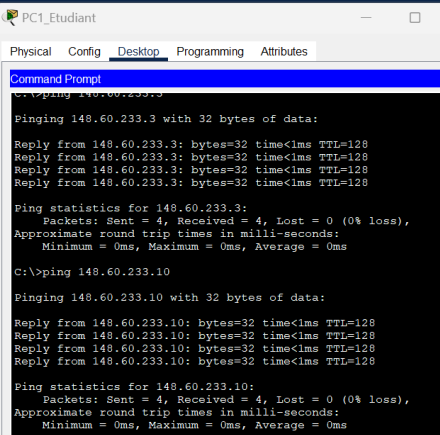 PC1_Etudiant
Physical Config Desktop Programming Attributes
Command Prompt
C:\>ping 148.60.233.3
Pinging 148.60.233.3 with 32 bytes of data:
Reply from 148.60.233.3: bytes=32 time<1ms TTL=128
Reply from 148.60.233.3: bytes=32 time<1ms TTL=128
Reply from 148.60.233.3: bytes=32 time<1ms TTL=128
Reply from 148.60.233.3: bytes=32 time<1ms TTL=128
Ping statistics for 148.60.233.3:
Packets: Sent = 4, Received = 4, Lost = 0 (0% loss),
Approximate round trip times in milli-seconds:
Minimum = 0ms, Maximum = 0ms, Average = 0ms
C:\>ping 148.60.233.10
Pinging 148.60.233.10 with 32 bytes of data:
Reply from 148.60.233.10: bytes=32 time<1ms TTL=128
Reply from 148.60.233.10: bytes=32 time<1ms TTL=128
Reply from 148.60.233.10: bytes=32 time<1ms TTL=128
Reply from 148.60.233.10: bytes=32 time<1ms TTL=128
Ping statistics for 148.60.233.10:
Packets: Sent = 4, Received = 4, Lost = 0 (0% loss),
Approximate round trip times in milli-seconds:
Minimum = 0ms, Maximum = 0ms, Average = 0ms